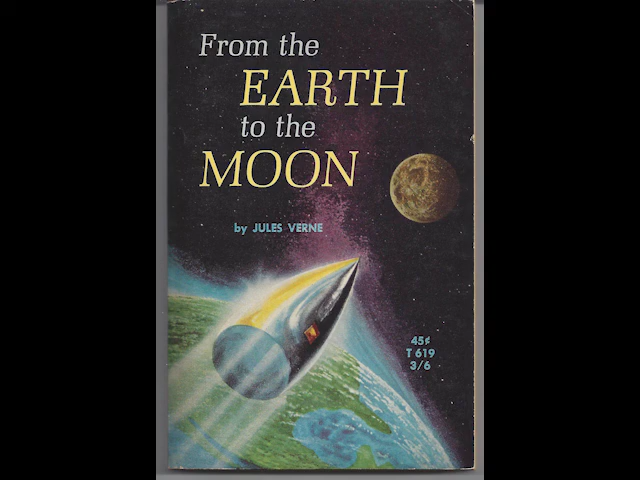 From the
EARTH
to the
MOON
by JULES VERNE
45¢
T 619
3/6